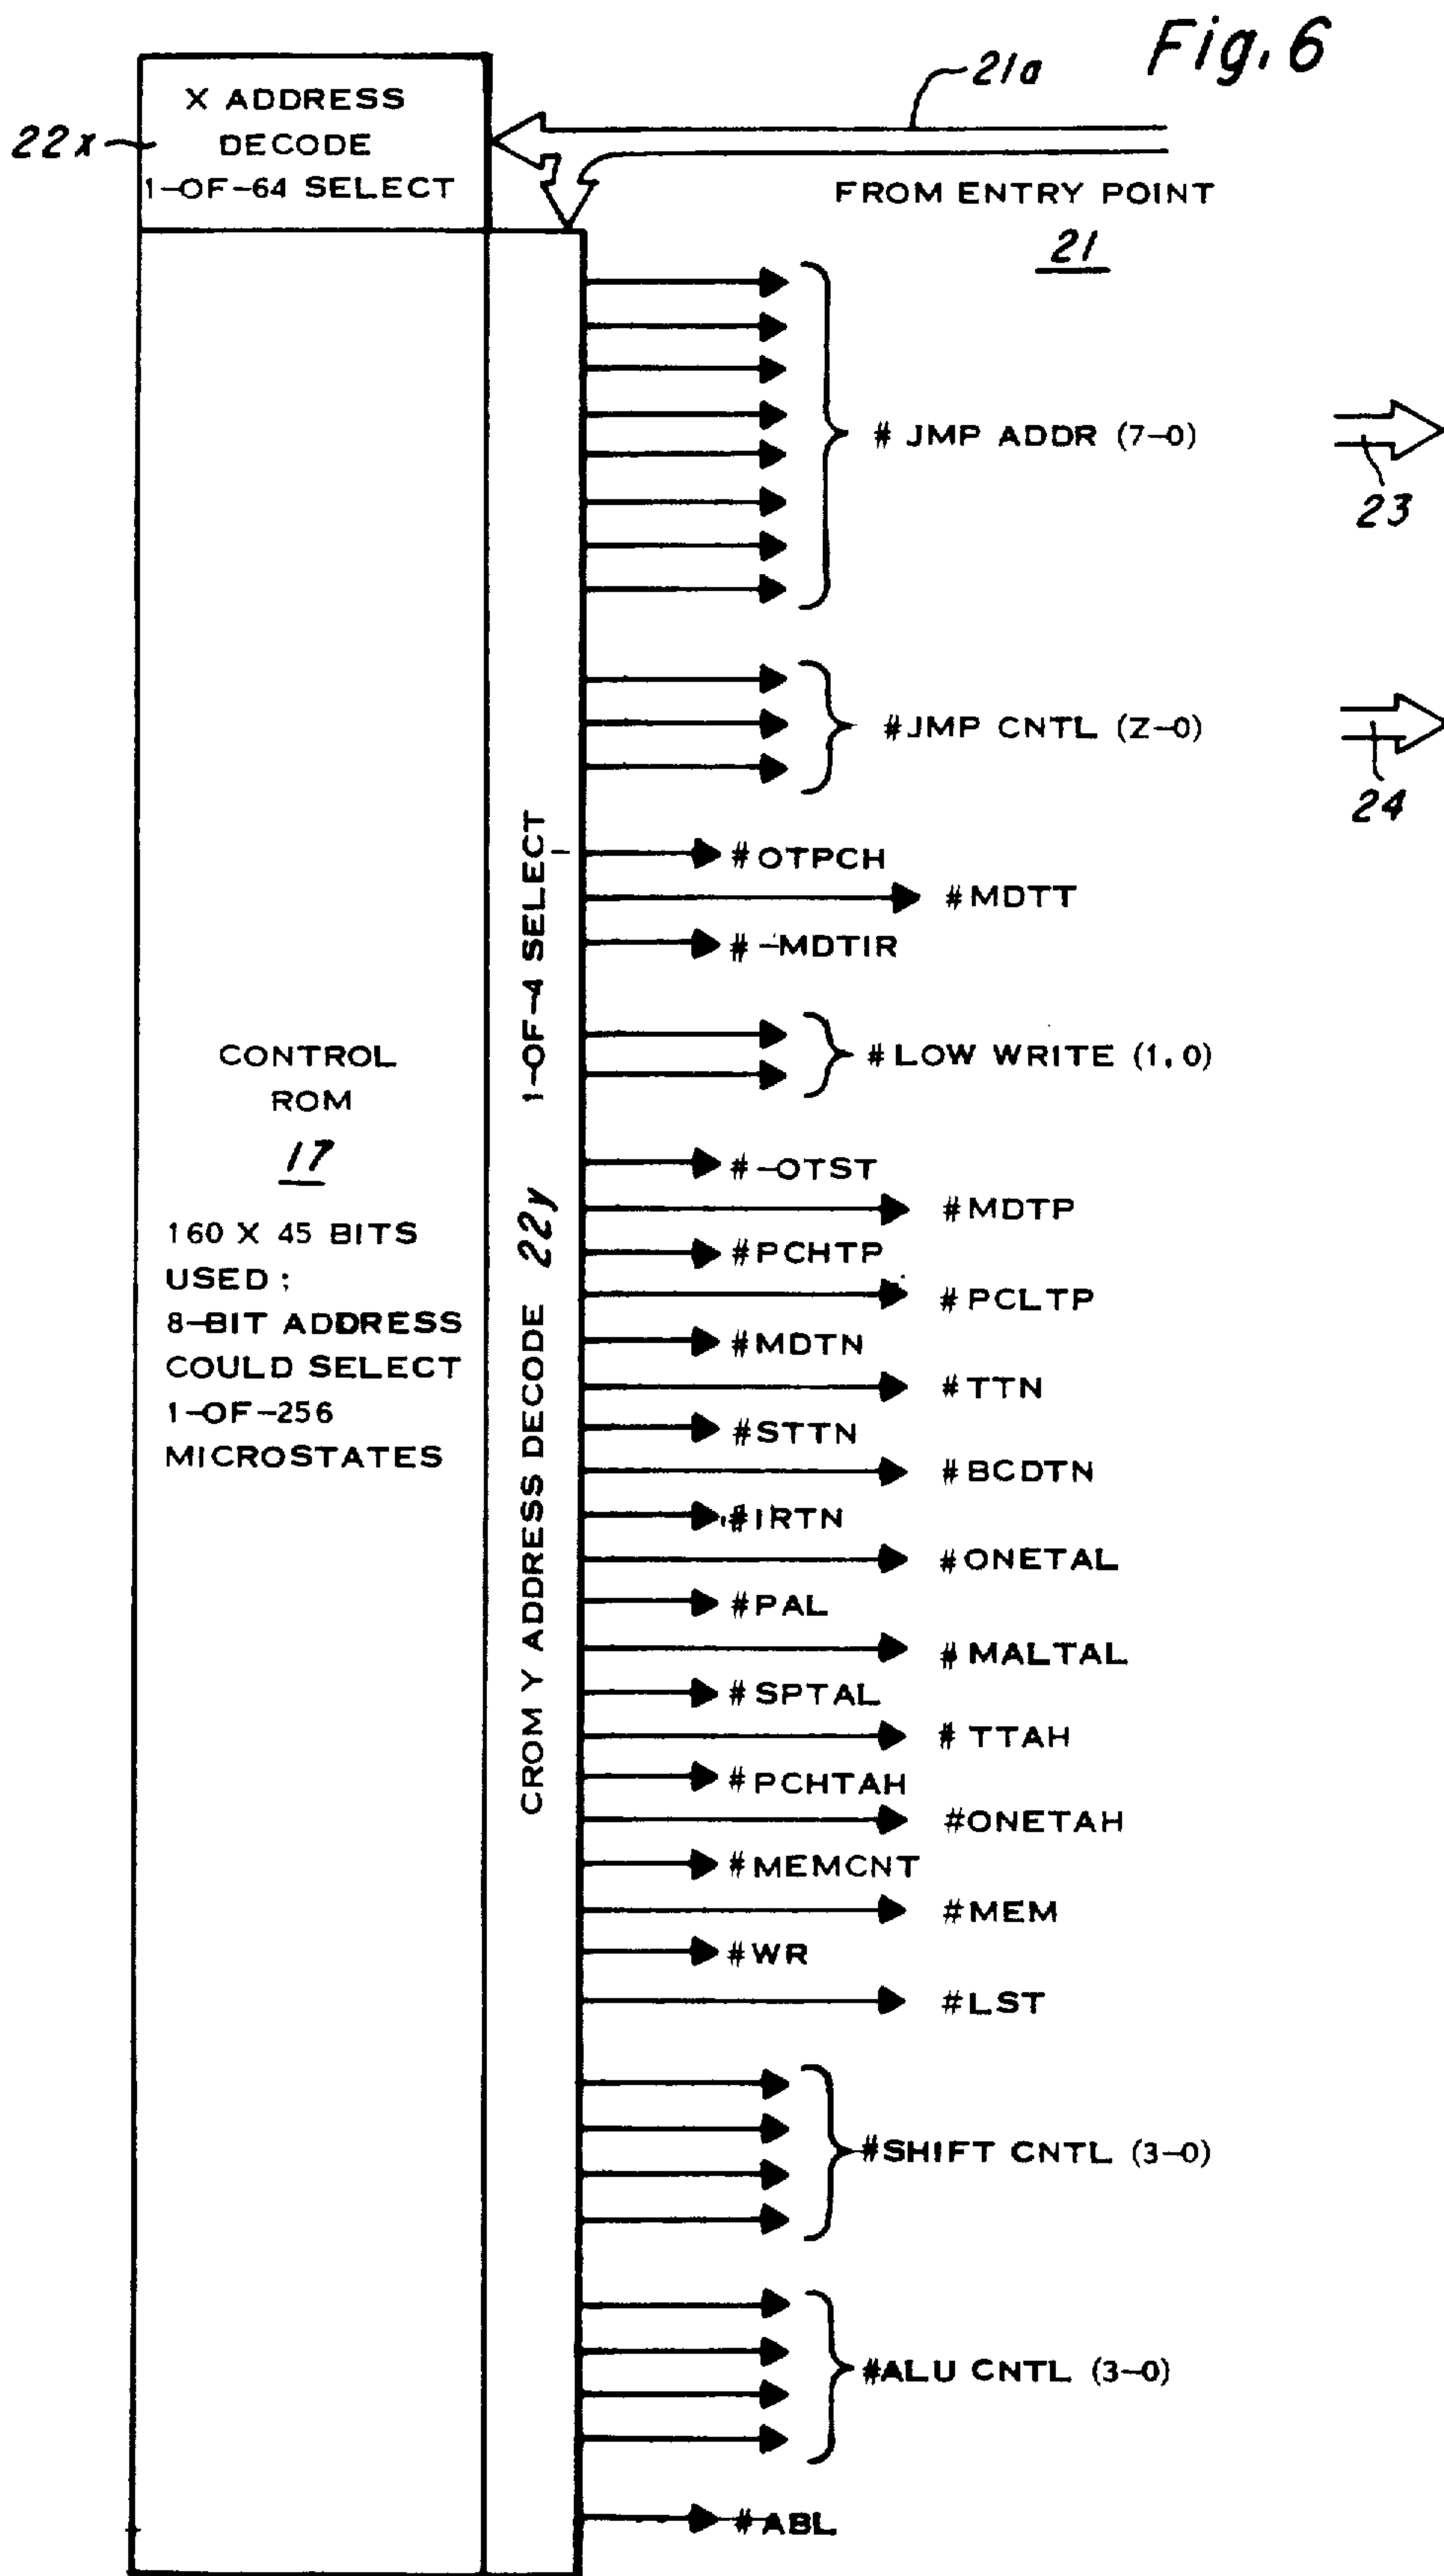 Fig. 6
21a
22x
X ADDRESS
DECODE
1-OF-64 SELECT
FROM ENTRY POINT
21
# JMP ADDR (7-0)
23
#JMP CNTL (Z-0)
24
#OTPCH
#MDTT
#-MDTIR
#LOW WRITE (1,0)
#-OTST
#MDTP
#PCHTP
#PCLTP
#MDTN
#TTN
#STTN
#BCDTN
#IRTN
#ONETAL
#PAL
#MALTAL
#SPTAL
#TTAH
#PCHTAH
#ONETAH
#MEMCNT
#MEM
#WR
#LST
#SHIFT CNTL (3-0)
#ALU CNTL (3-0)
#ABL
CROM Y ADDRESS DECODE 22y 1-OF-4 SELECT
CONTROL
ROM
17
160 X 45 BITS
USED;
8-BIT ADDRESS
COULD SELECT
1-OF-256
MICROSTATES